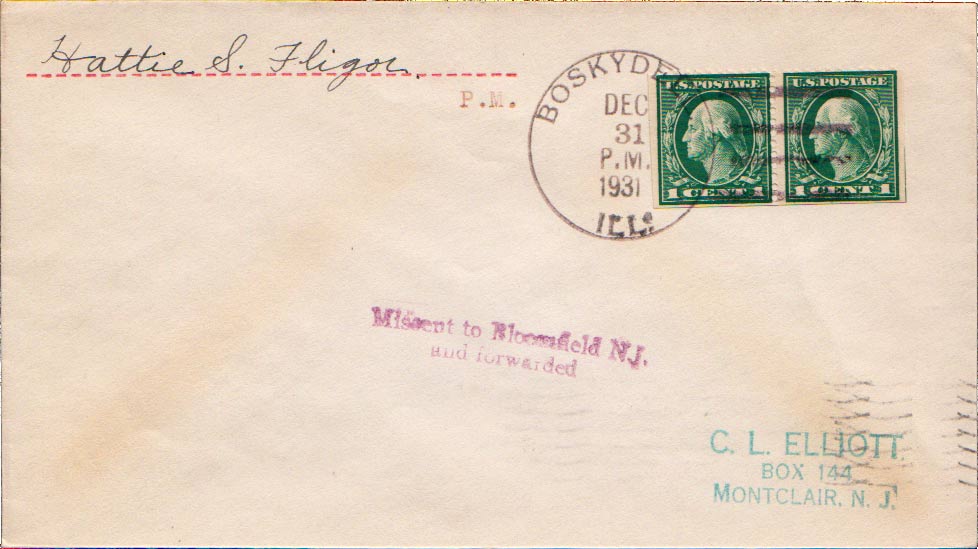 Hattie S. Fligor
P.M.
DEC
31
P.M.
1931
ILL.
U.S. POSTAGE
1 CENT 1
U.S. POSTAGE
1 CENT 1
Missent to Bloomfield N.J.
and forwarded
C. L. ELLIOTT
BOX 144
MONTCLAIR, N. J.